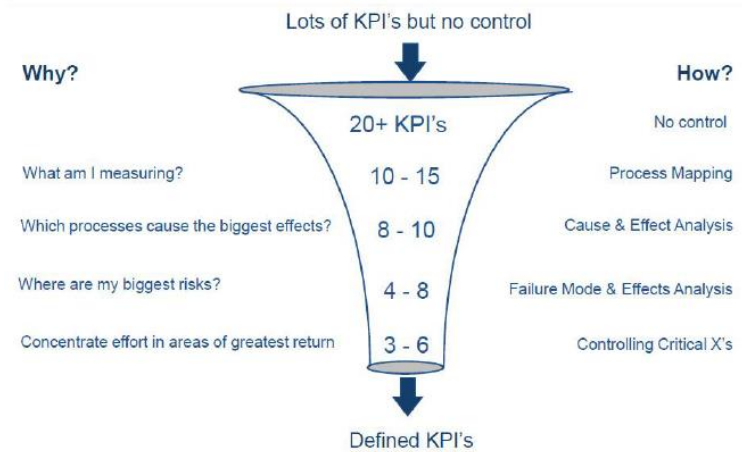 Lots of KPI's but no control
Why?
How?
20+ KPI's
No control
What am I measuring?
10 - 15
Process Mapping
Which processes cause the biggest effects?
8 - 10
Cause & Effect Analysis
Where are my biggest risks?
4 - 8
Failure Mode & Effects Analysis
Concentrate effort in areas of greatest return
3 - 6
Controlling Critical X's
Defined KPI's